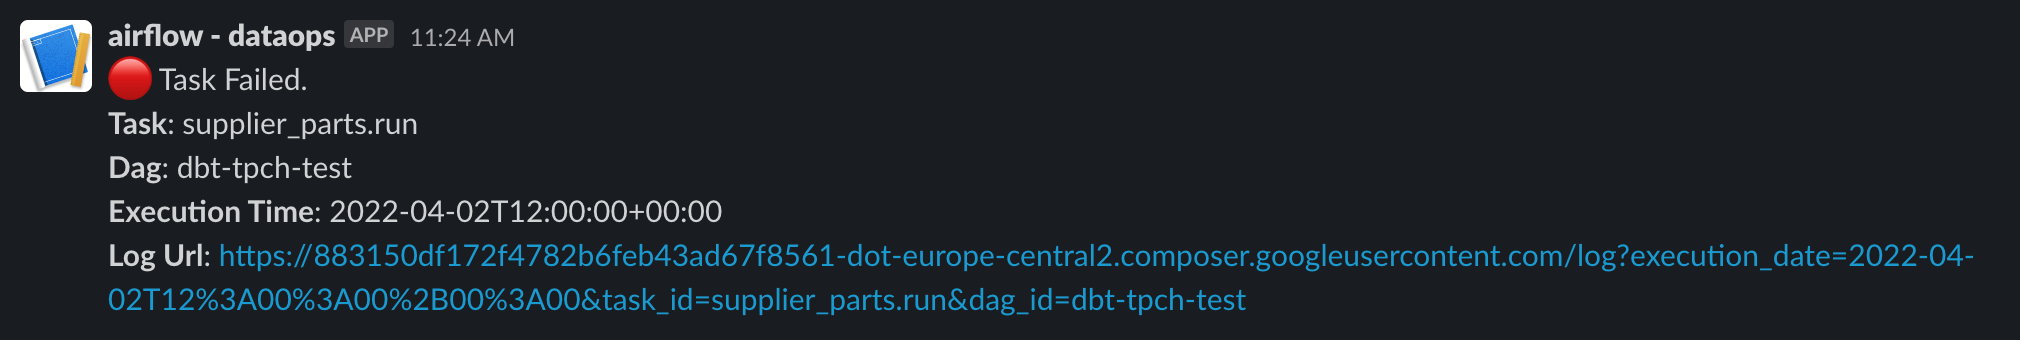 airflow - dataops APP 11:24 AM
Task Failed.
Task: supplier_parts.run
Dag: dbt-tpch-test
Execution Time: 2022-04-02T12:00:00+00:00
Log Url: https://883150df172f4782b6feb43ad67f8561-dot-europe-central2.composer.googleusercontent.com/log?execution_date=2022-04-
02T12%3A00%3A00%2B00%3A00&task_id=supplier_parts.run&dag_id=dbt-tpch-test